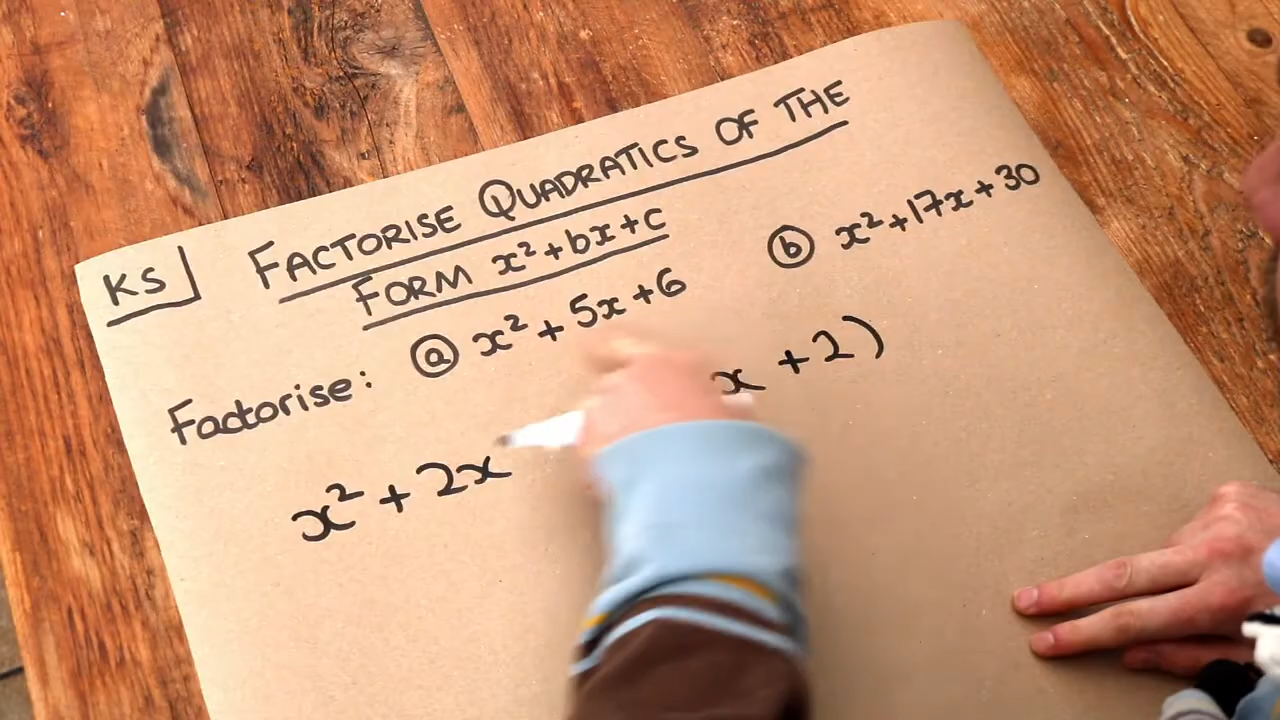 KS
FACTORISE QUADRATICS OF THE
FORM x²+bx+c
Factorise: ⓐ x² + 5x + 6 ⓑ x²+17x+30
x + 2)
x² + 2x